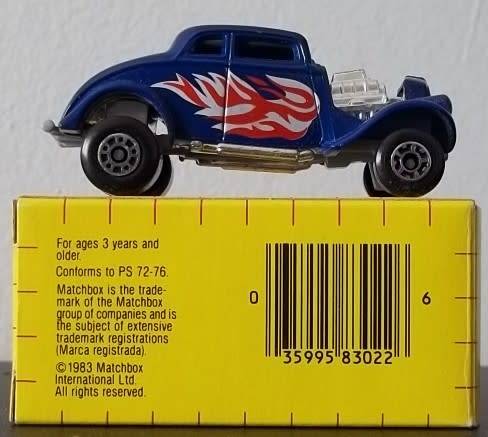 For ages 3 years and
older.
Conforms to PS 72-76.
Matchbox is the trade-
mark of the Matchbox
group of companies and is
the subject of extensive
trademark registrations
(Marca registrada).
©1983 Matchbox
International Ltd.
All rights reserved.
0 35995 83022 6